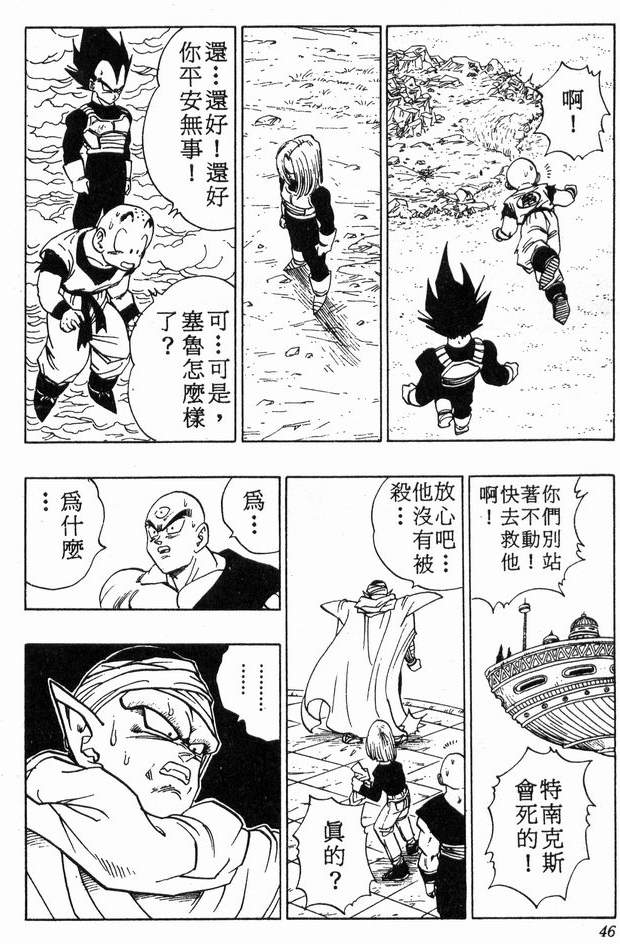 啊！
還…還好！還好
你平安無事！
可…可是，
塞魯怎麼樣
了？
你們別站
著不動！
快去救他
啊！
特南克斯
會死的！
放心吧…
他沒有被
殺…
眞的？
爲…
爲什麼
…
……
46